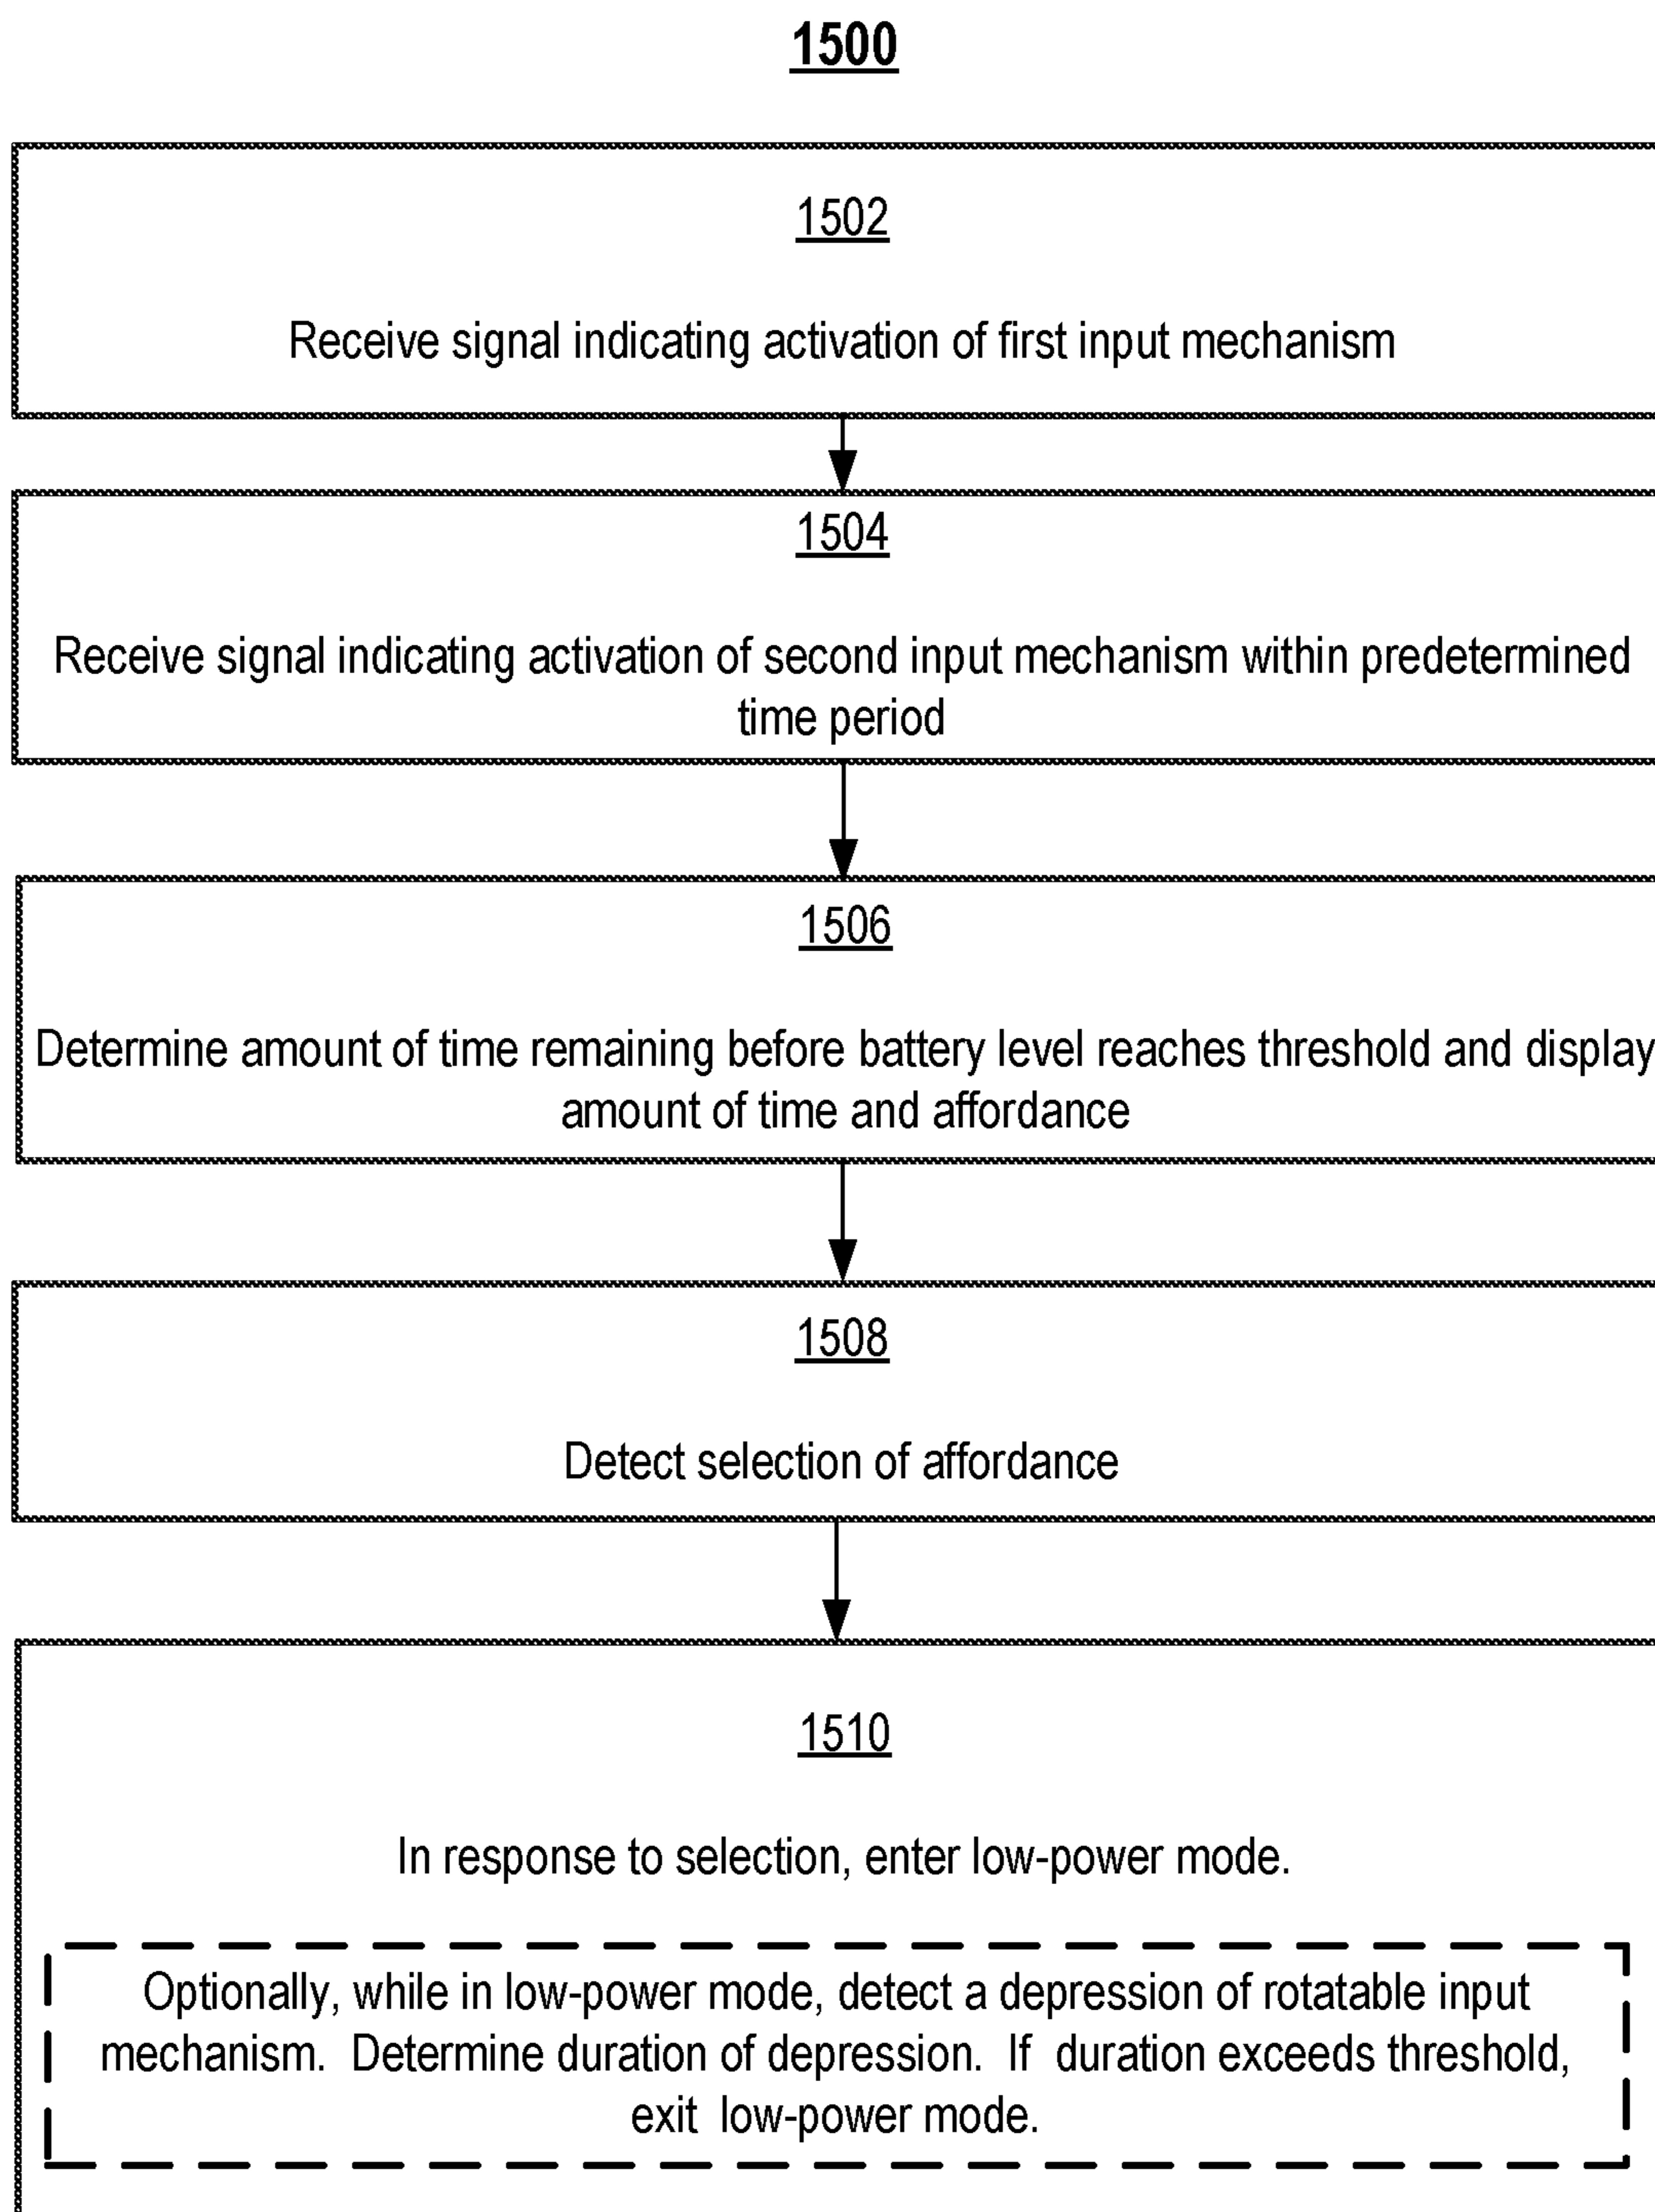 1500
1502
Receive signal indicating activation of first input mechanism
1504
Receive signal indicating activation of second input mechanism within predetermined
time period
1506
Determine amount of time remaining before battery level reaches threshold and display
amount of time and affordance
1508
Detect selection of affordance
1510
In response to selection, enter low-power mode.
Optionally, while in low-power mode, detect a depression of rotatable input
mechanism.  Determine duration of depression.  If  duration exceeds threshold,
exit  low-power mode.